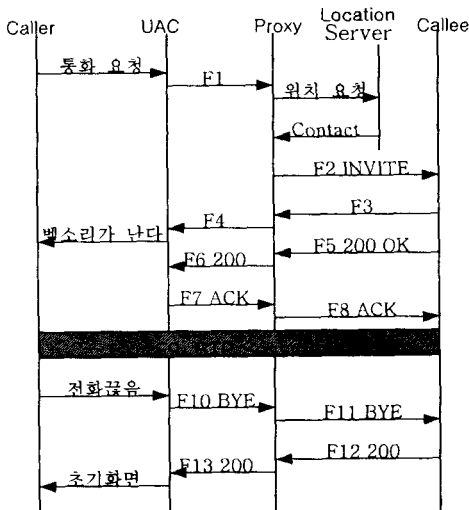 Caller UAC Proxy Location Server Callee
통화 요청
F1
위치 요청
Contact
F2 INVITE
F3
F4
벨소리가 난다
F5 200 OK
F6 200
F7 ACK
F8 ACK
전화끊음
F10 BYE
F11 BYE
F12 200
F13 200
초기화면